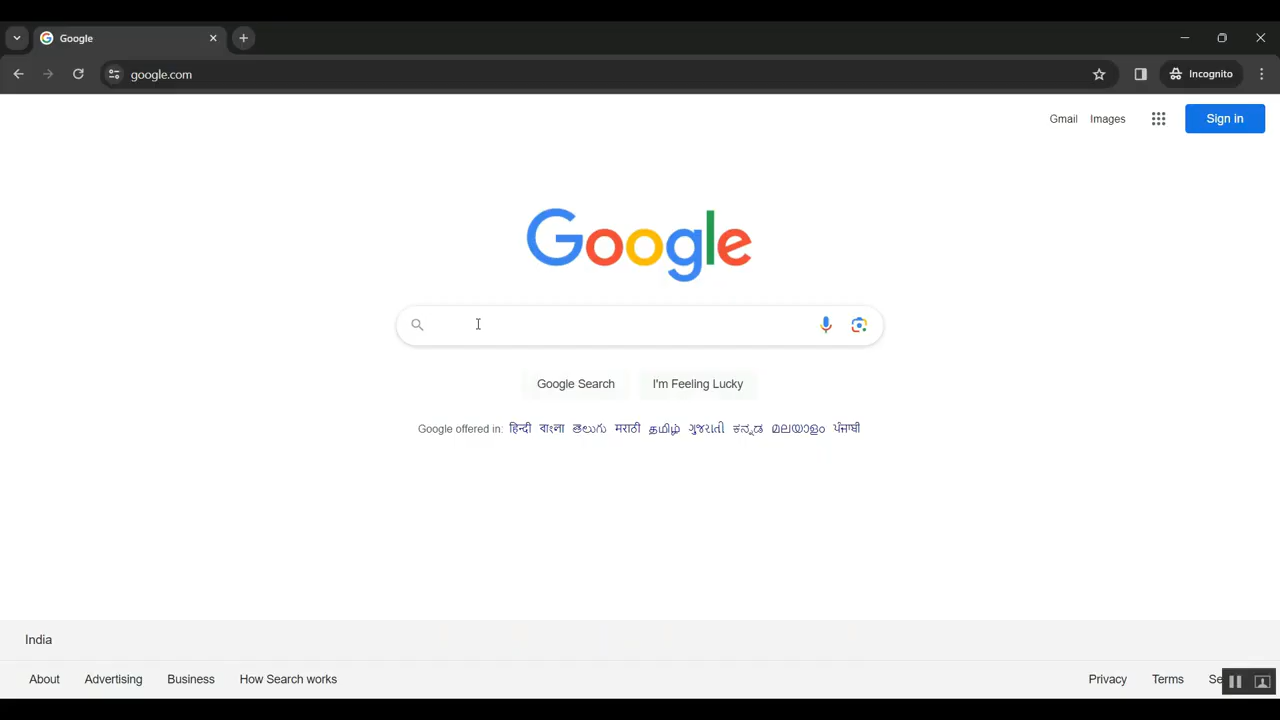 Google
google.com
Incognito
Gmail Images Sign in
Google
Google Search I'm Feeling Lucky
Google offered in: हिन्दी বাংলা తెలుగు मराठी தமிழ் ગુજરાતી ಕನ್ನಡ മലയാളം ਪੰਜਾਬੀ
India
About Advertising Business How Search works Privacy Terms Se